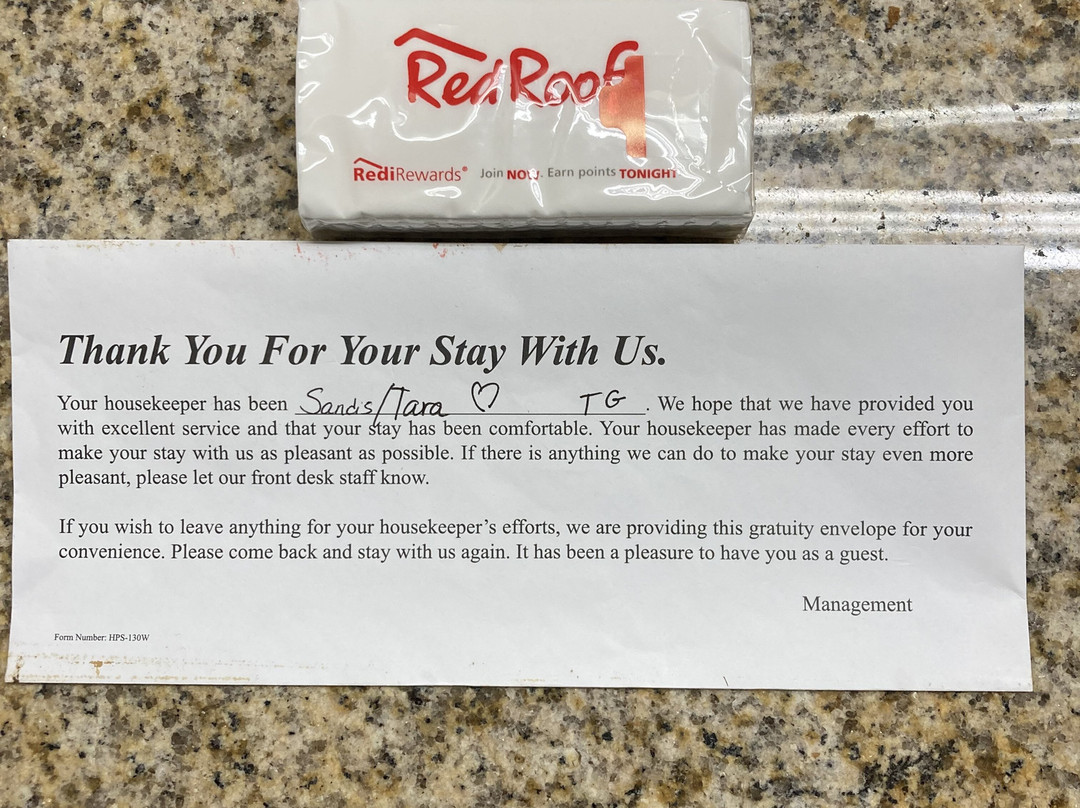 Red Roof
RediRewards® Join NOW. Earn points TONIGHT
Thank You For Your Stay With Us.
Your housekeeper has been Sandis/Tara ♡ TG . We hope that we have provided you
with excellent service and that your stay has been comfortable. Your housekeeper has made every effort to
make your stay with us as pleasant as possible. If there is anything we can do to make your stay even more
pleasant, please let our front desk staff know.
If you wish to leave anything for your housekeeper's efforts, we are providing this gratuity envelope for your
convenience. Please come back and stay with us again. It has been a pleasure to have you as a guest.
Management
Form Number: HPS-130W